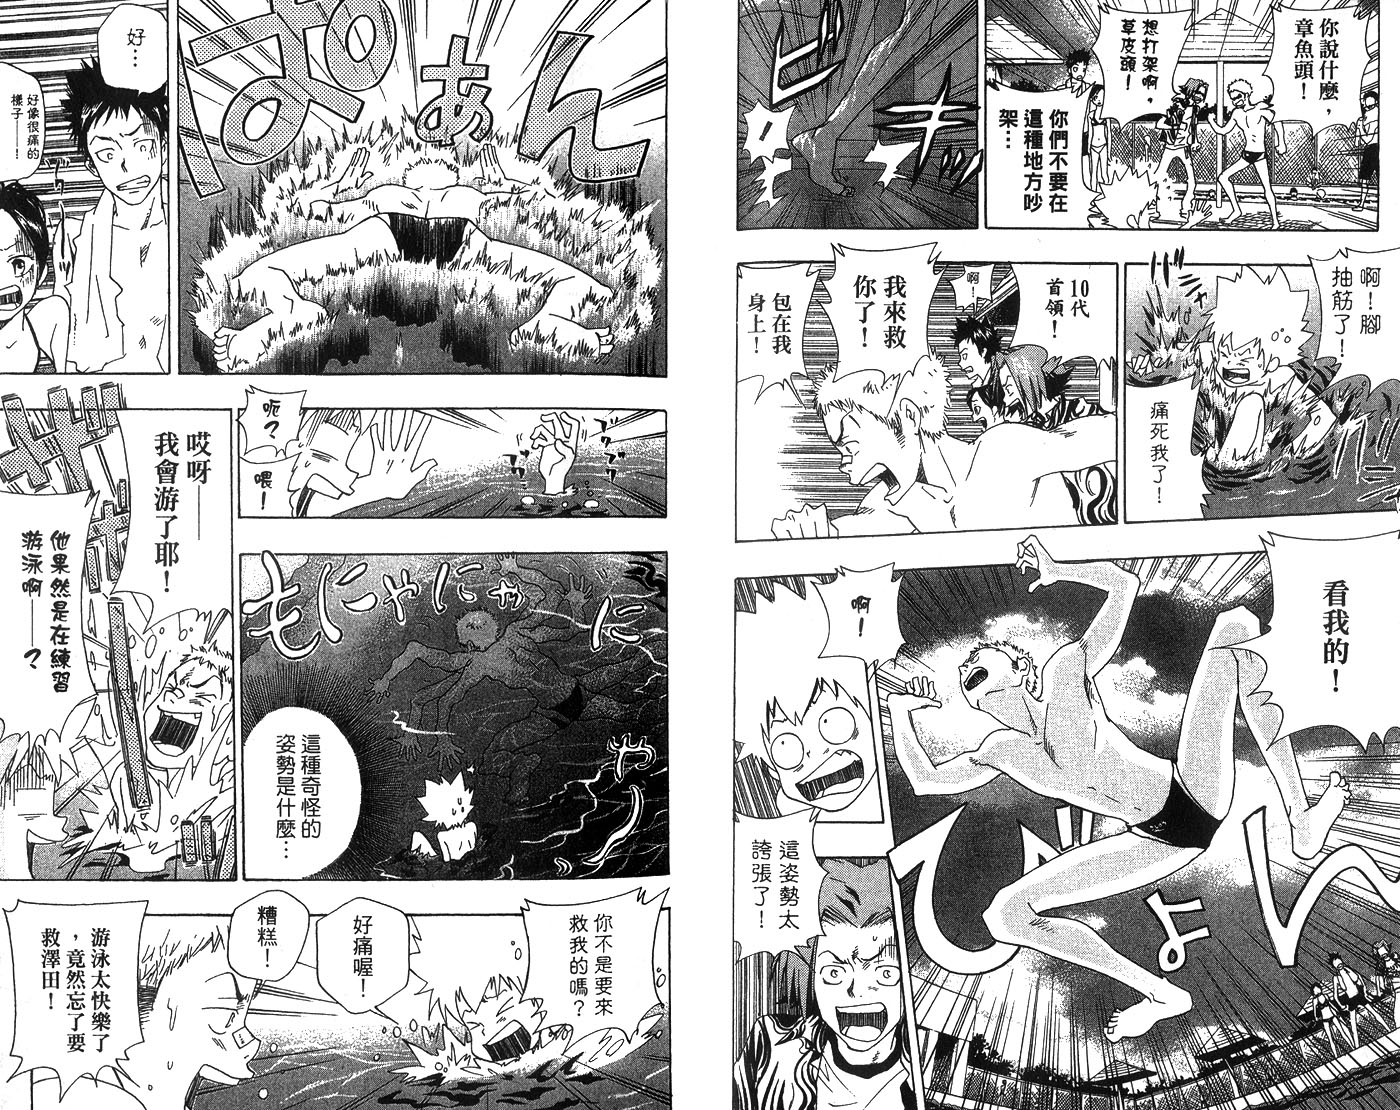 你說什麼，
章魚頭！
想打架啊，
草皮頭！
你們不要在
這種地方吵
架…
ビキッ
！
啊！腳
抽筋了！
痛死我了！
10代
首領！
啊！
我來救
你了！
包在我
身上！
看我的！
啊！
ぴょーん
這姿勢太
誇張了！
ぱぁん
好…
好像很痛的
樣子——！
呃？
喂！
もにゃにゃに
ゃ
這種奇怪的
姿勢是什麼…
哎呀——
我會游了耶！
他果然是在練習
游泳啊——？
你不是要來
救我的嗎？
好痛喔！
糟糕！
游泳太快樂了
，竟然忘了要
救澤田！